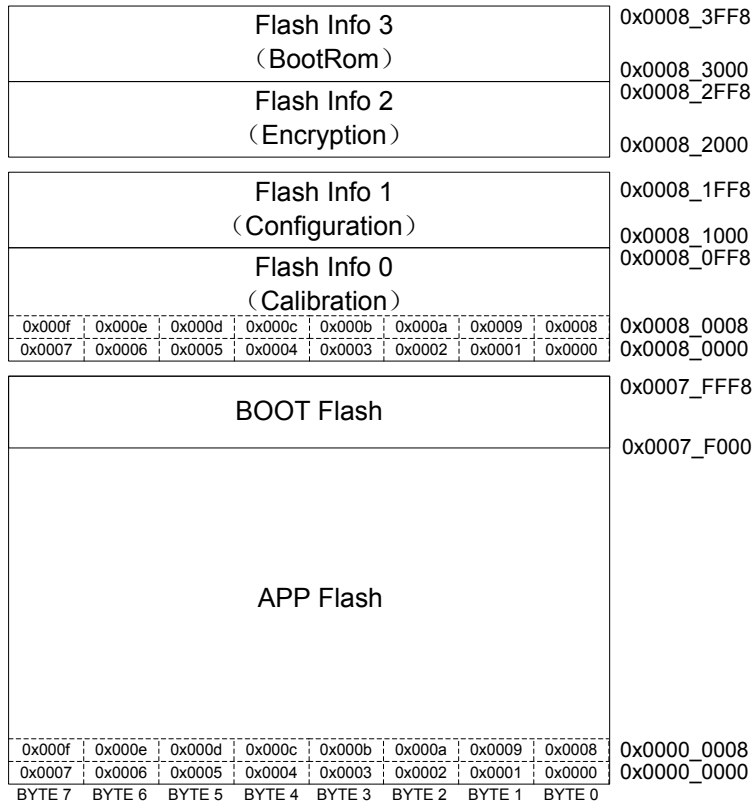 Flash Info 3
（BootRom）
0x0008_3FF8
0x0008_3000
Flash Info 2
（Encryption）
0x0008_2FF8
0x0008_2000
Flash Info 1
（Configuration）
0x0008_1FF8
0x0008_1000
Flash Info 0
（Calibration）
0x0008_0FF8
0x000f 0x000e 0x000d 0x000c 0x000b 0x000a 0x0009 0x0008 0x0008_0008
0x0007 0x0006 0x0005 0x0004 0x0003 0x0002 0x0001 0x0000 0x0008_0000
BOOT Flash
0x0007_FFF8
0x0007_F000
APP Flash
0x000f 0x000e 0x000d 0x000c 0x000b 0x000a 0x0009 0x0008 0x0000_0008
0x0007 0x0006 0x0005 0x0004 0x0003 0x0002 0x0001 0x0000 0x0000_0000
BYTE 7 BYTE 6 BYTE 5 BYTE 4 BYTE 3 BYTE 2 BYTE 1 BYTE 0